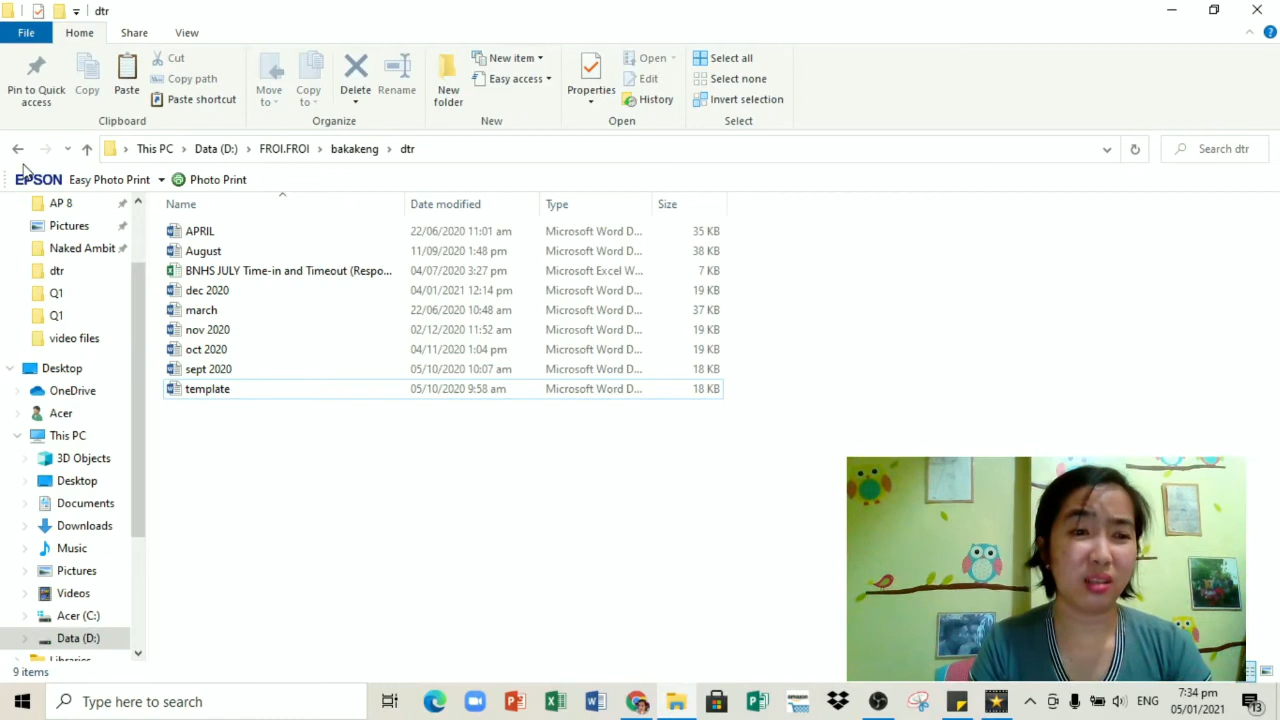 dtr
File Home Share View
Pin to Quick access
Copy
Paste
Cut
Copy path
Paste shortcut
Clipboard
Move to
Copy to
Delete
Rename
Organize
New folder
New item
Easy access
New
Properties
Open
Edit
History
Open
Select all
Select none
Invert selection
Select
This PC > Data (D:) > FROI.FROI > bakakeng > dtr
Search dtr
EPSON Easy Photo Print Photo Print
AP 8
Pictures
Naked Ambit
dtr
Q1
Q1
video files
Desktop
OneDrive
Acer
This PC
3D Objects
Desktop
Documents
Downloads
Music
Pictures
Videos
Acer (C:)
Data (D:)
Libraries
Name Date modified Type Size
APRIL 22/06/2020 11:01 am Microsoft Word D... 35 KB
August 11/09/2020 1:48 pm Microsoft Word D... 38 KB
BNHS JULY Time-in and Timeout (Respo... 04/07/2020 3:27 pm Microsoft Excel W... 7 KB
dec 2020 04/01/2021 12:14 pm Microsoft Word D... 19 KB
march 22/06/2020 10:48 am Microsoft Word D... 37 KB
nov 2020 02/12/2020 11:52 am Microsoft Word D... 19 KB
oct 2020 04/11/2020 1:04 pm Microsoft Word D... 19 KB
sept 2020 05/10/2020 10:07 am Microsoft Word D... 18 KB
template 05/10/2020 9:58 am Microsoft Word D... 18 KB
9 items
Type here to search
amazon
ENG
7:34 pm
05/01/2021
13